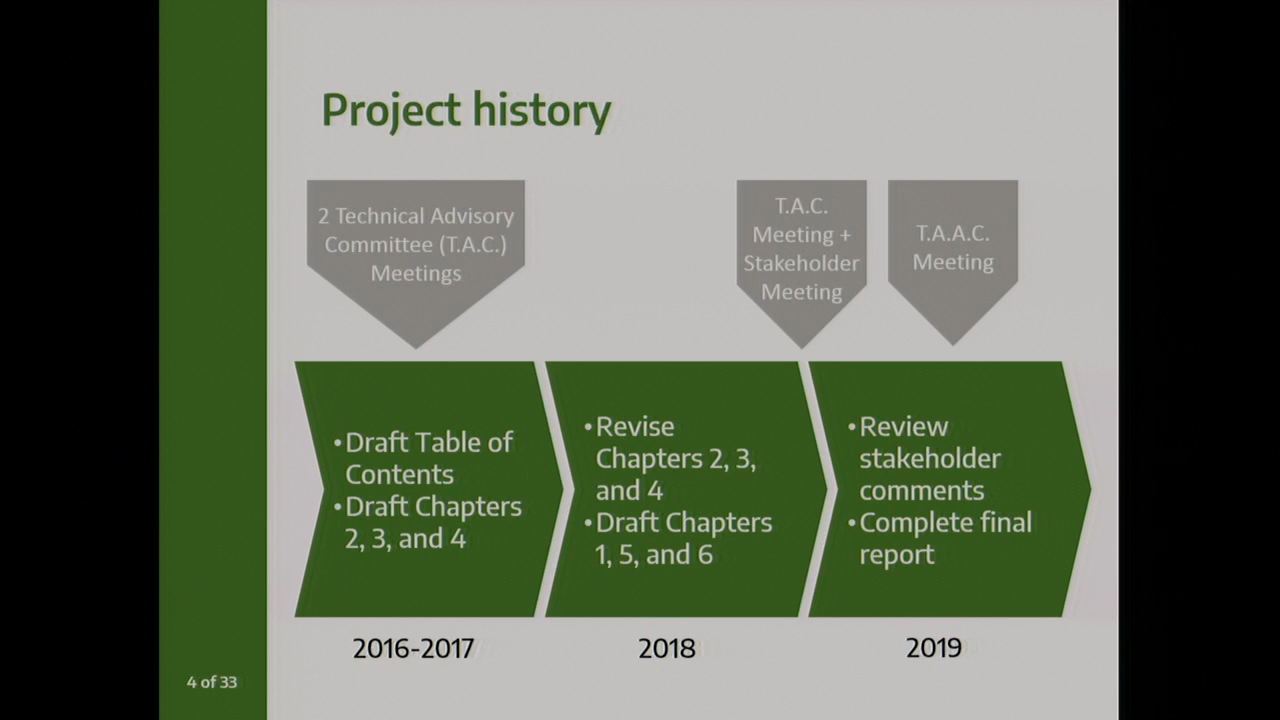 Project history
2 Technical Advisory
Committee (T.A.C.)
Meetings
T.A.C.
Meeting +
Stakeholder
Meeting
T.A.A.C.
Meeting
•Draft Table of
Contents
•Draft Chapters
2, 3, and 4
•Revise
Chapters 2, 3,
and 4
•Draft Chapters
1, 5, and 6
•Review
stakeholder
comments
•Complete final
report
2016-2017
2018
2019
4 of 33